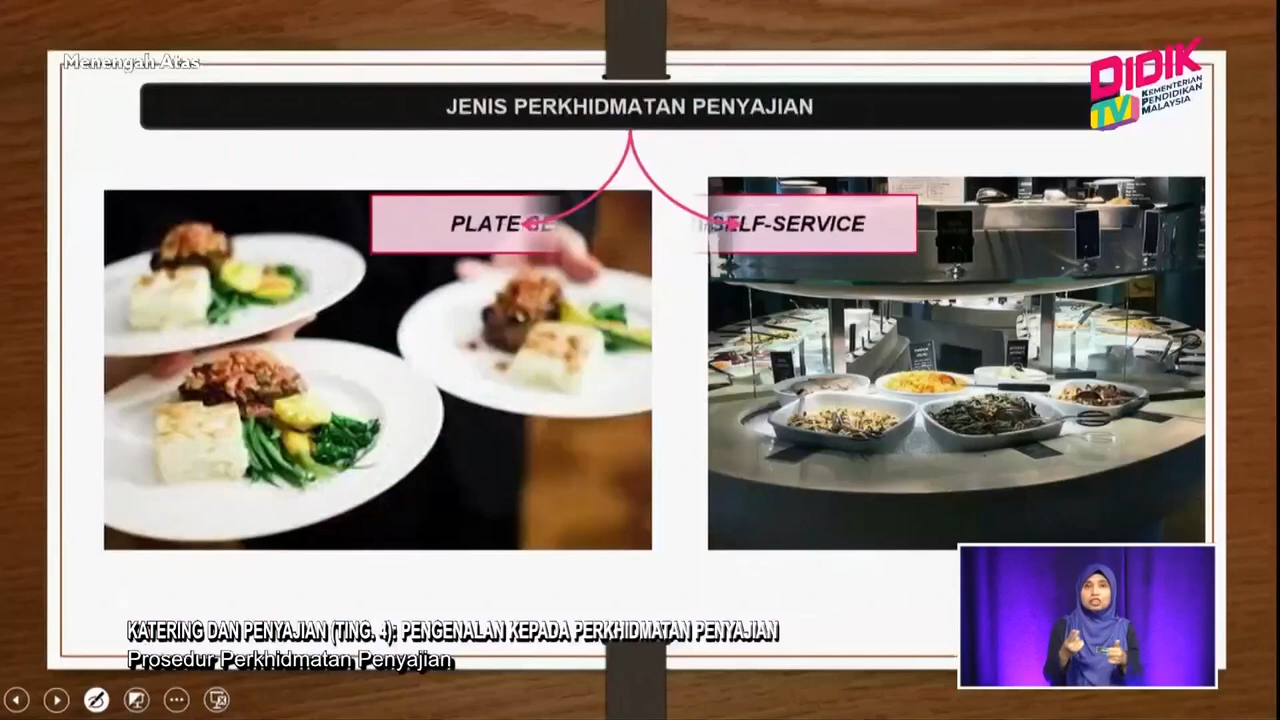 Menengah Atas
DIDIK
TV
KEMENTERIAN
PENDIDIKAN
MALAYSIA
JENIS PERKHIDMATAN PENYAJIAN
PLATE
SELF-SERVICE
KATERING DAN PENYAJIAN (TING. 4): PENGENALAN KEPADA PERKHIDMATAN PENYAJIAN
Prosedur Perkhidmatan Penyajian